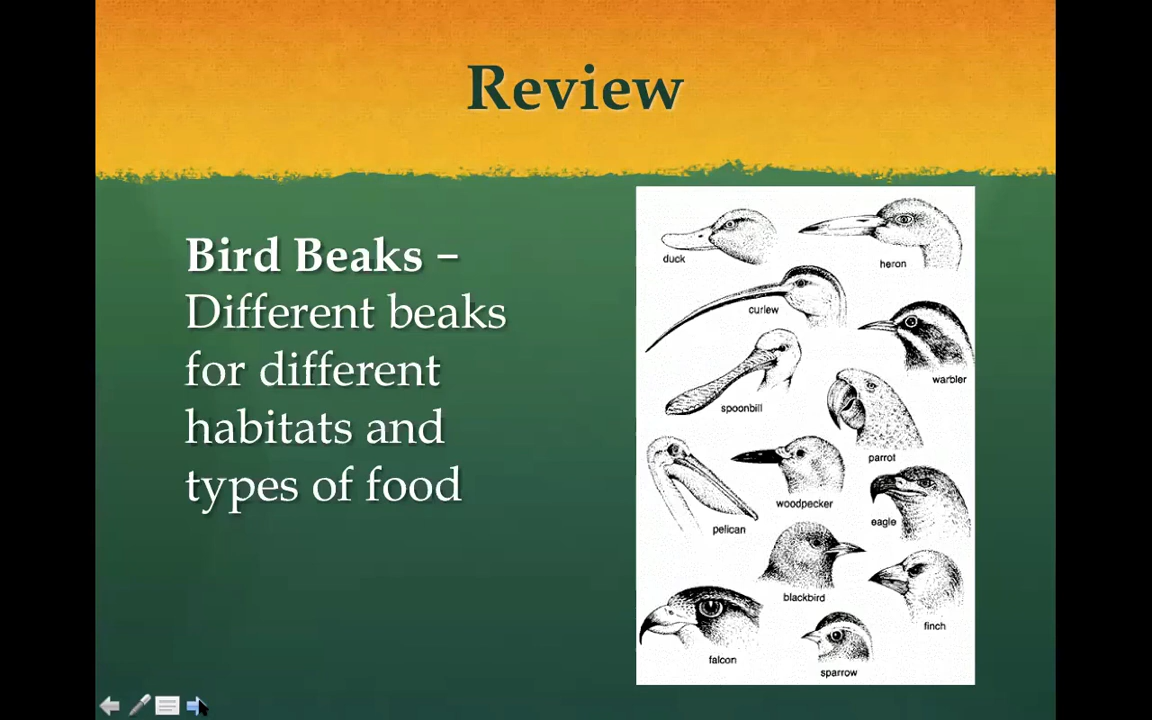 Review
Bird Beaks –
Different beaks
for different
habitats and
types of food
duck
heron
curlew
warbler
spoonbill
parrot
woodpecker
pelican
eagle
blackbird
finch
falcon
sparrow